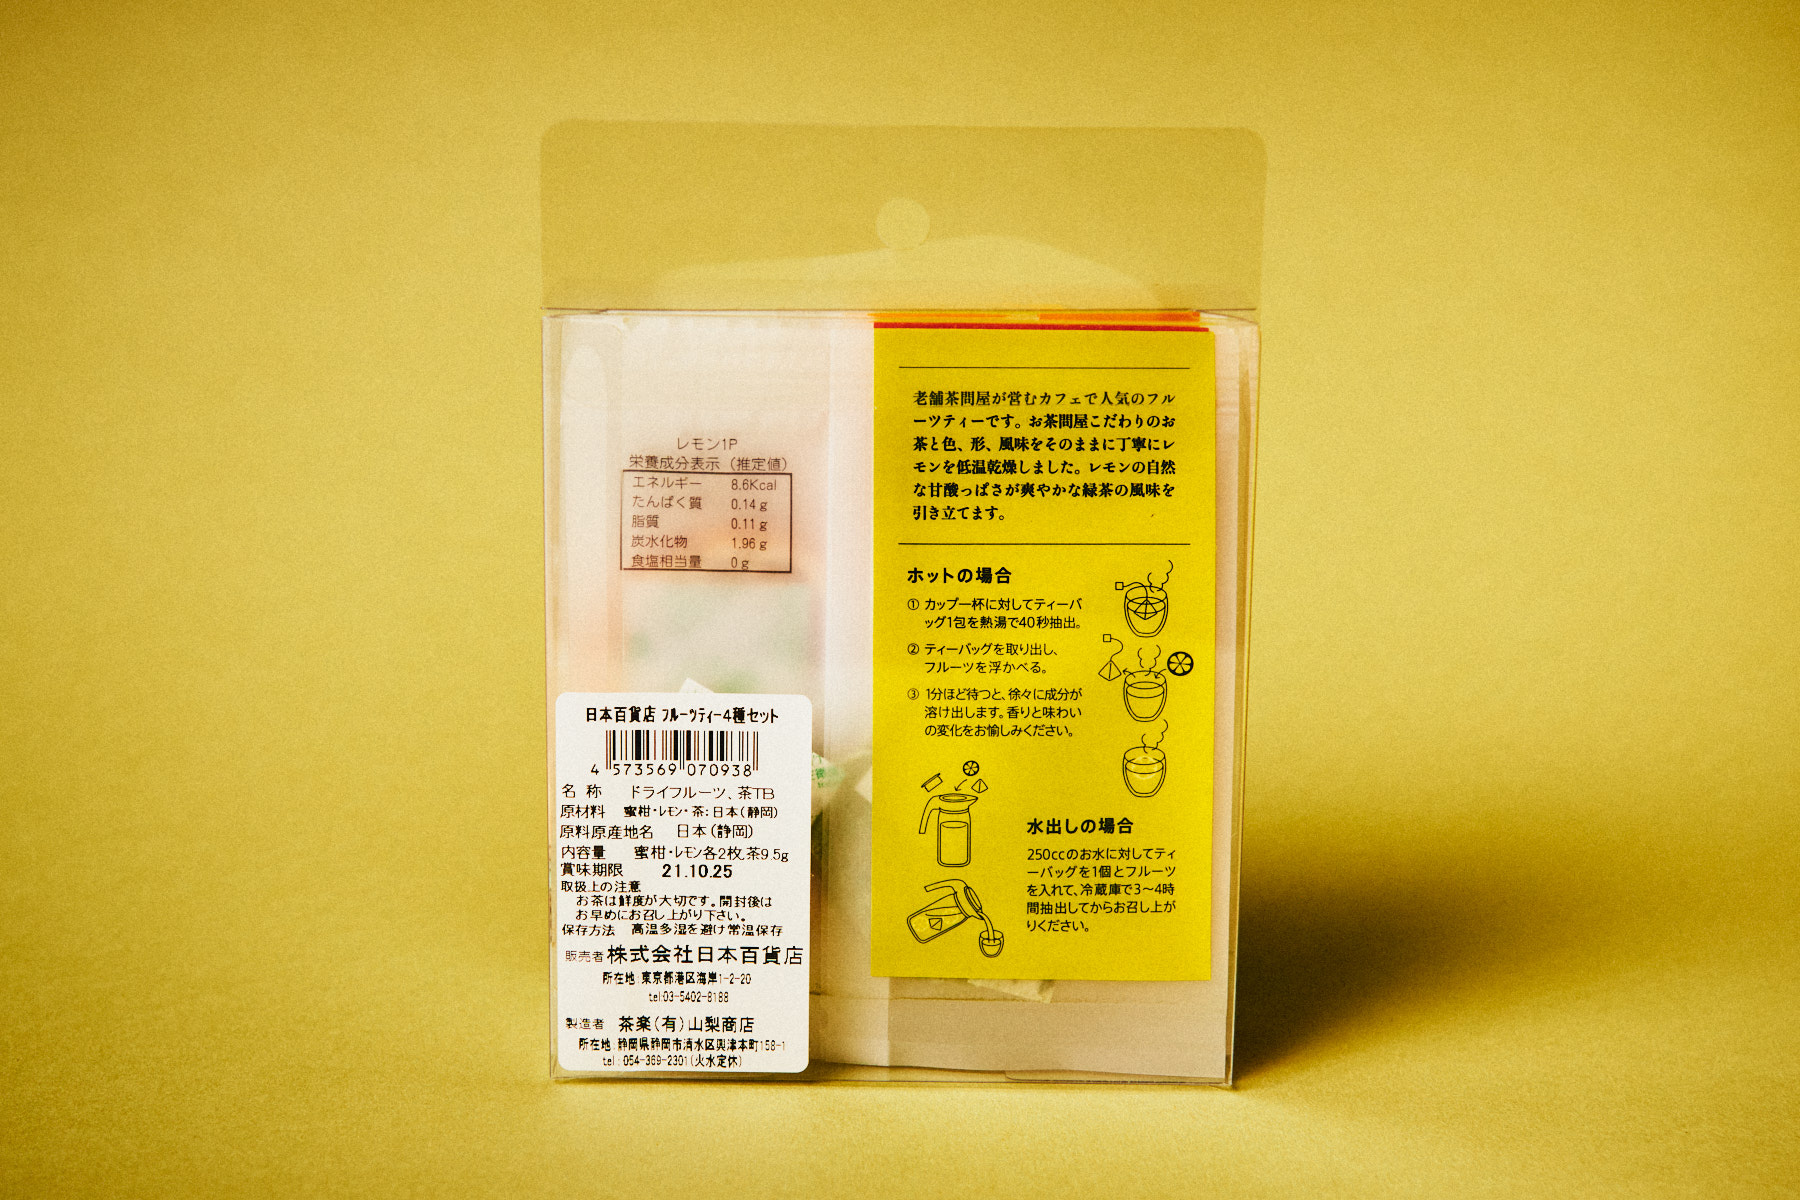 レモン1P
栄養成分表示（推定値）
エネルギー 8.6Kcal
たんぱく質 0.14g
脂質 0.11g
炭水化物 1.96g
食塩相当量 0g
日本百貨店 フルーツティー4種セット
4 573569 070938
名 称 ドライフルーツ、茶TB
原材料 蜜柑・レモン・茶：日本（静岡）
原料原産地名 日本（静岡）
内容量 蜜柑・レモン各2枚,茶9.5g
賞味期限 21.10.25
取扱上の注意
お茶は鮮度が大切です。開封後は
お早めにお召し上がり下さい。
保存方法 高温多湿を避け常温保存
販売者 株式会社日本百貨店
所在地：東京都港区海岸1-2-20
tel:03-5402-8188
製造者 茶楽（有）山梨商店
所在地：静岡県静岡市清水区興津本町158-1
tel：054-369-2301（火水定休）
老舗茶問屋が営むカフェで人気のフル
ーツティーです。お茶問屋こだわりのお
茶と色、形、風味をそのままに丁寧にレ
モンを低温乾燥しました。レモンの自然
な甘酸っぱさが爽やかな緑茶の風味を
引き立てます。
ホットの場合
① カップ一杯に対してティーバ
ッグ1包を熱湯で40秒抽出。
② ティーバッグを取り出し、
フルーツを浮かべる。
③ 1分ほど待つと、徐々に成分が
溶け出します。香りと味わい
の変化をお愉しみください。
水出しの場合
250ccのお水に対してティ
ーバッグを1個とフルーツ
を入れて、冷蔵庫で3〜4時
間抽出してからお召し上が
りください。